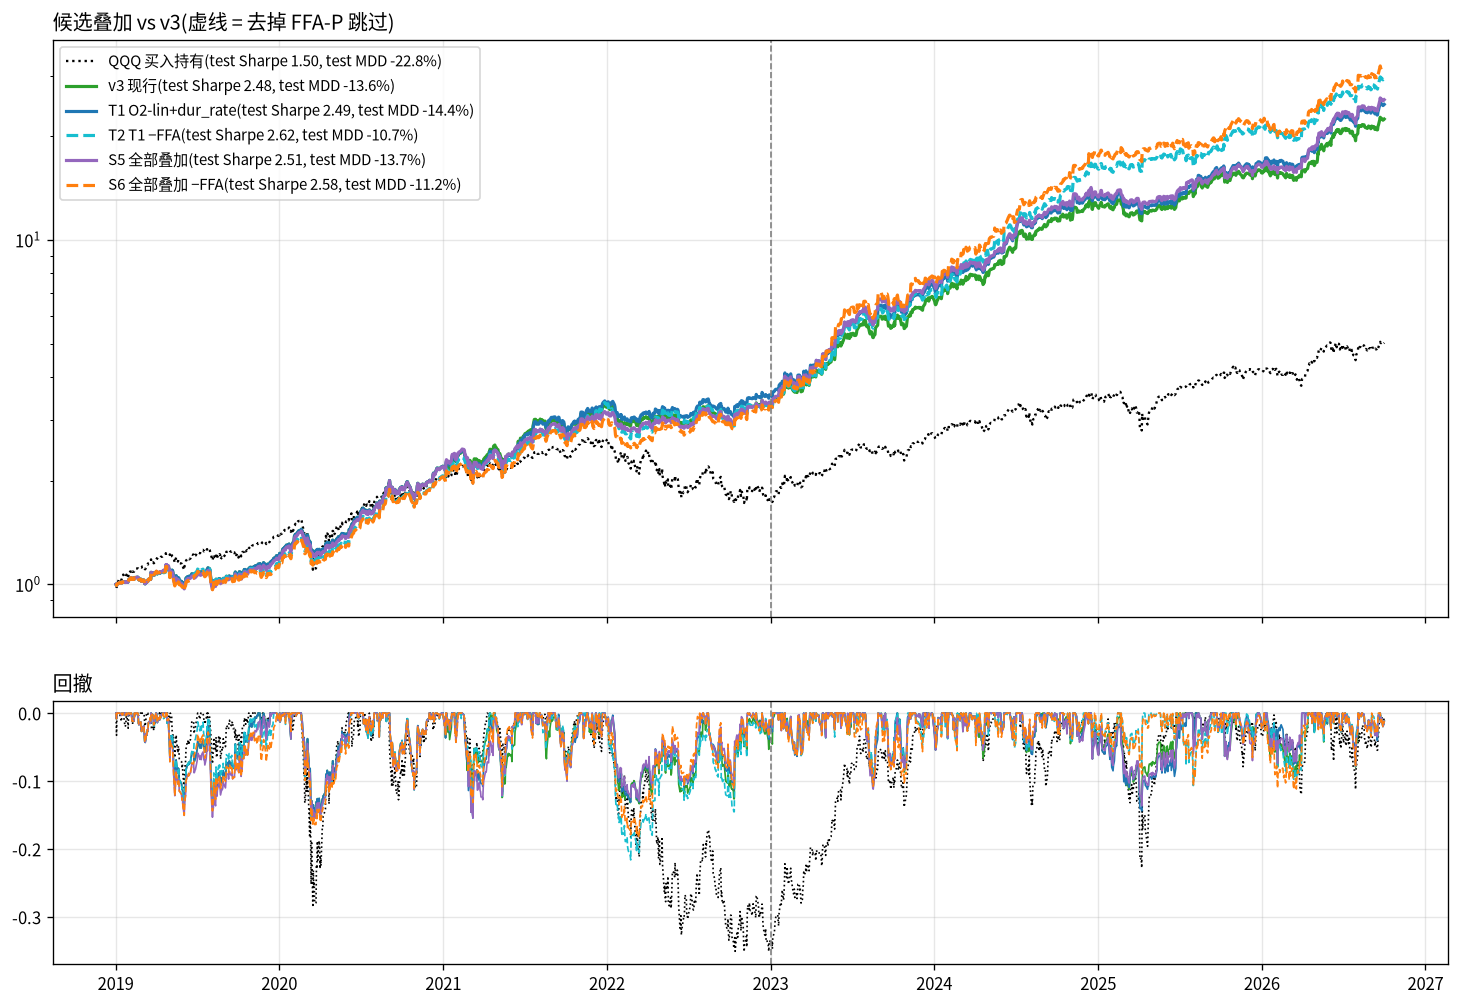 候选叠加 vs v3(虚线 = 去掉 FFA-P 跳过)
QQQ 买入持有(test Sharpe 1.50, test MDD -22.8%)
v3 现行(test Sharpe 2.48, test MDD -13.6%)
T1 O2-lin+dur_rate(test Sharpe 2.49, test MDD -14.4%)
T2 T1 −FFA(test Sharpe 2.62, test MDD -10.7%)
S5 全部叠加(test Sharpe 2.51, test MDD -13.7%)
S6 全部叠加 −FFA(test Sharpe 2.58, test MDD -11.2%)
10¹
10⁰
回撤
0.0
-0.1
-0.2
-0.3
2019 2020 2021 2022 2023 2024 2025 2026 2027